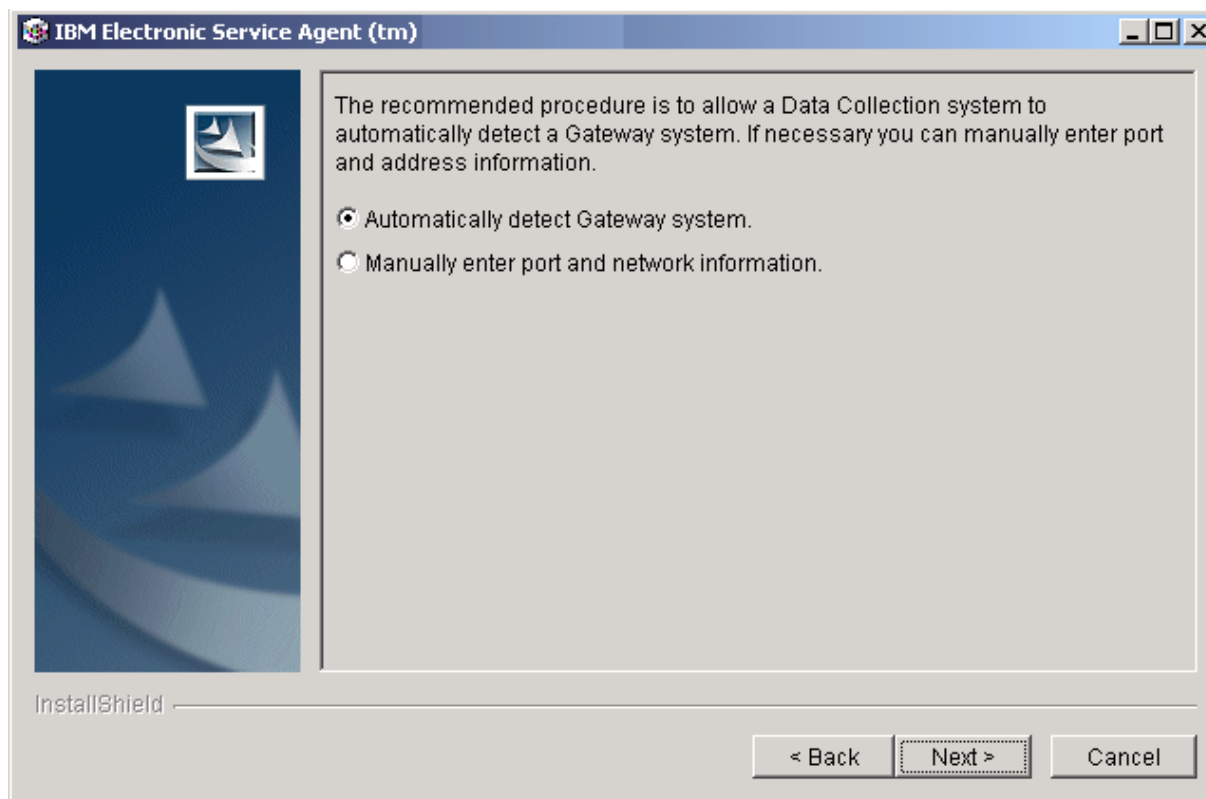 IBM Electronic Service Agent (tm)
The recommended procedure is to allow a Data Collection system to
automatically detect a Gateway system. If necessary you can manually enter port
and address information.
Automatically detect Gateway system.
Manually enter port and network information.
InstallShield
< Back
Next >
Cancel